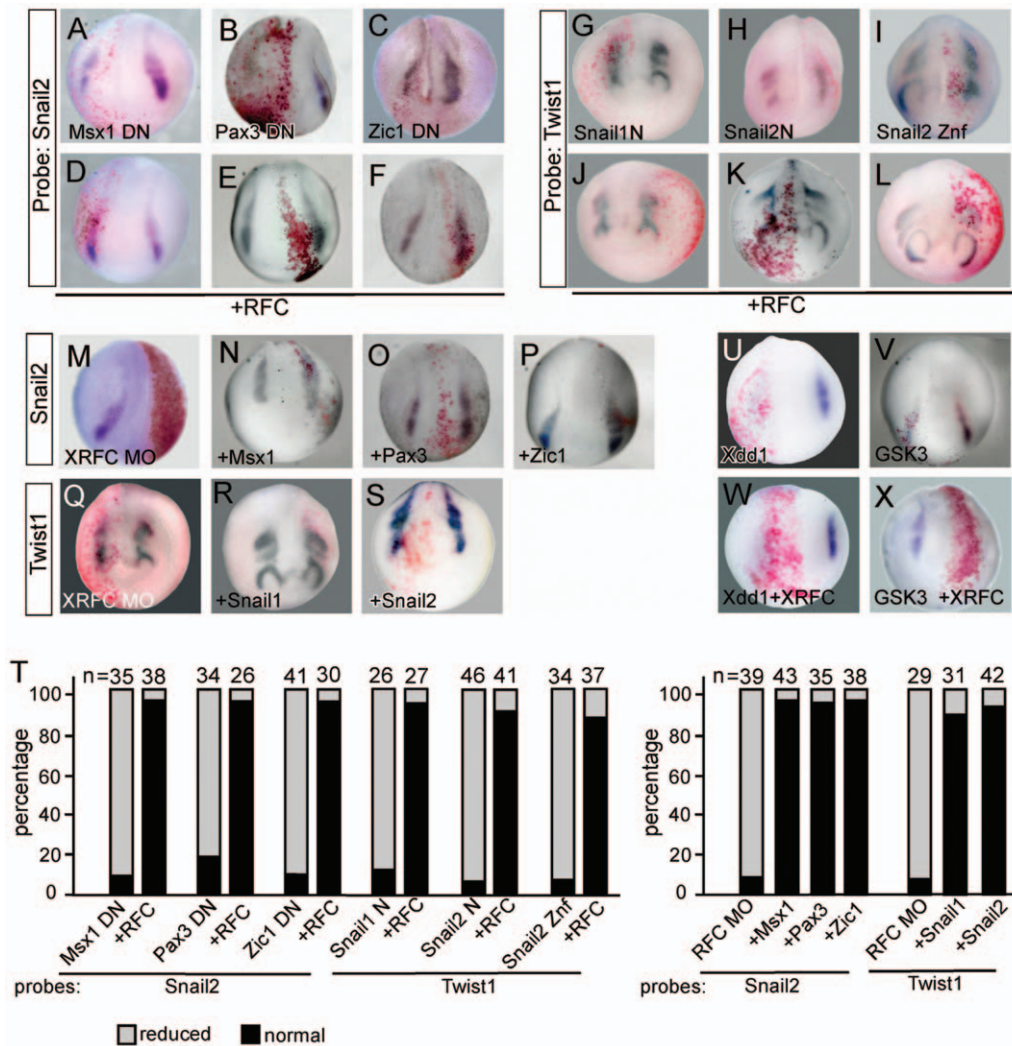 Probe: Snail2
A
Msx1 DN
B
Pax3 DN
C
Zic1 DN
D
E
F
+RFC
Probe: Twist1
G
Snail1N
H
Snail2N
I
Snail2 Znf
J
K
L
+RFC
Snail2
M
XRFC MO
N
+Msx1
O
+Pax3
P
+Zic1
Twist1
Q
XRFC MO
R
+Snail1
S
+Snail2
U
Xdd1
V
GSK3
W
Xdd1+XRFC
X
GSK3 +XRFC
T
n=35 38 34 26 41 30 26 27 46 41 34 37
percentage
100
80
60
40
20
0
Msx1 DN
+RFC
Pax3 DN
+RFC
Zic1 DN
+RFC
Snail1 N
+RFC
Snail2 N
+RFC
Snail2 Znf
+RFC
probes: Snail2 Twist1
n=39 43 35 38 29 31 42
percentage
100
80
60
40
20
0
RFC MO
+Msx1
+Pax3
+Zic1
RFC MO
+Snail1
+Snail2
probes: Snail2 Twist1
reduced normal